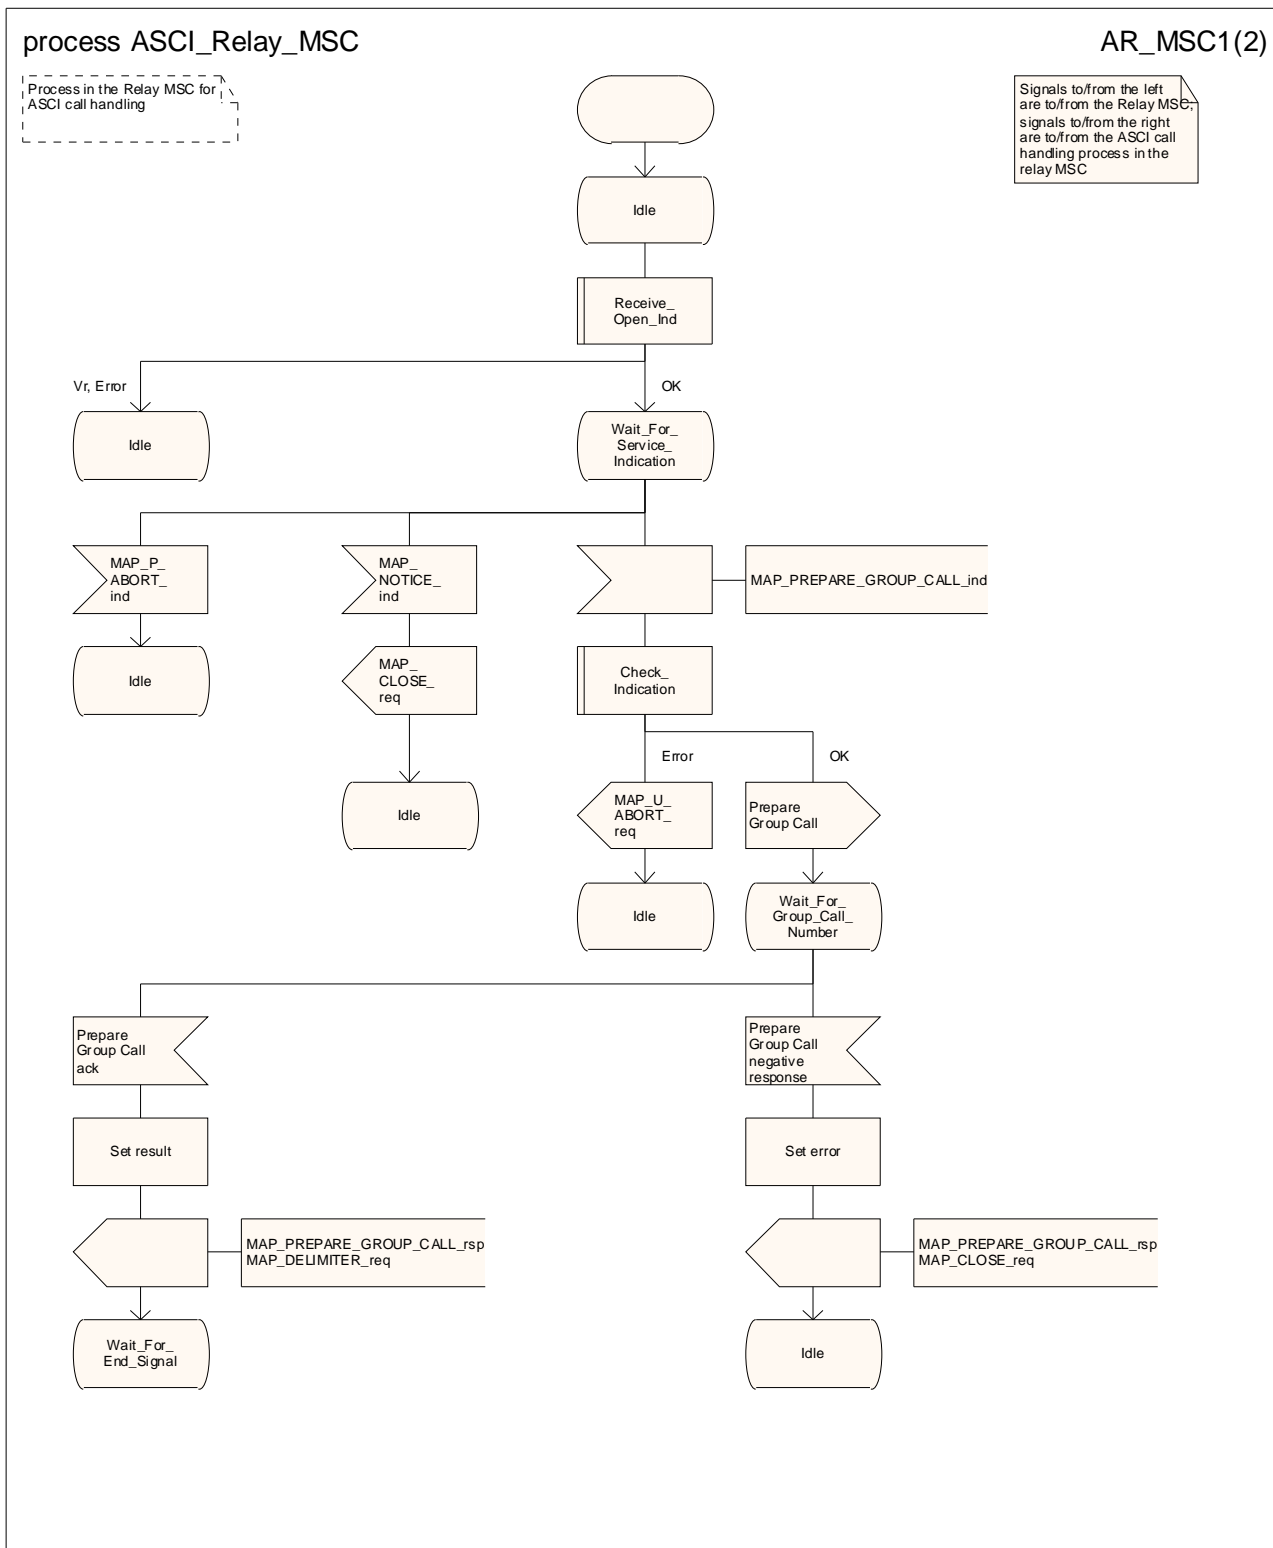 process ASCI_Relay_MSC
AR_MSC1(2)
Process in the Relay MSC for
ASCI call handling
Signals to/from the left
are to/from the Relay MSC;
signals to/from the right
are to/from the ASCI call
handling process in the
relay MSC
Idle
Receive_
Open_Ind
Vr, Error
OK
Idle
Wait_For_
Service_
Indication
MAP_P_
ABORT_
ind
MAP_
NOTICE_
ind
MAP_PREPARE_GROUP_CALL_ind
Idle
MAP_
CLOSE_
req
Check_
Indication
Error
OK
Idle
MAP_U_
ABORT_
req
Prepare
Group Call
Idle
Wait_For_
Group_Call_
Number
Prepare
Group Call
ack
Prepare
Group Call
negative
response
Set result
Set error
MAP_PREPARE_GROUP_CALL_rsp
MAP_DELIMITER_req
MAP_PREPARE_GROUP_CALL_rsp
MAP_CLOSE_req
Wait_For_
End_Signal
Idle